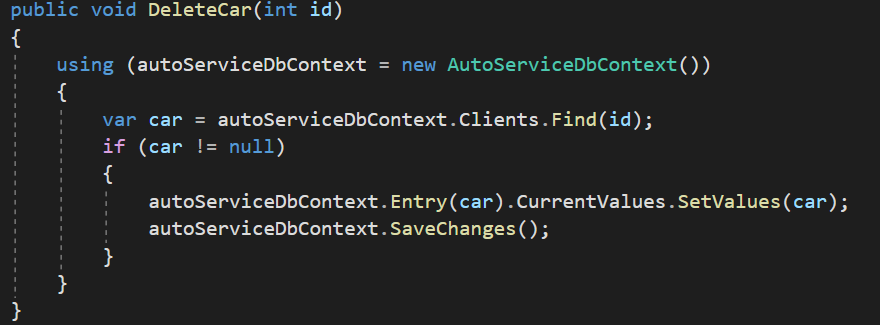 public void DeleteCar(int id)
{
using (autoServiceDbContext = new AutoServiceDbContext())
{
var car = autoServiceDbContext.Clients.Find(id);
if (car != null)
{
autoServiceDbContext.Entry(car).CurrentValues.SetValues(car);
autoServiceDbContext.SaveChanges();
}
}
}